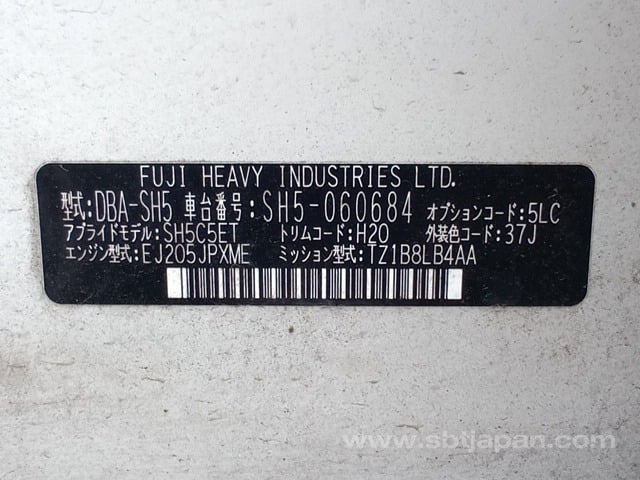 FUJI HEAVY INDUSTRIES LTD.
型式:DBA-SH5 車台番号:SH5-060684 オプションコード:5LC
アプライドモデル:SH5C5ET トリムコード:H20 外装色コード:37J
エンジン型式:EJ205JPXME ミッション型式:TZ1B8LB4AA
www.sbtjapan.com